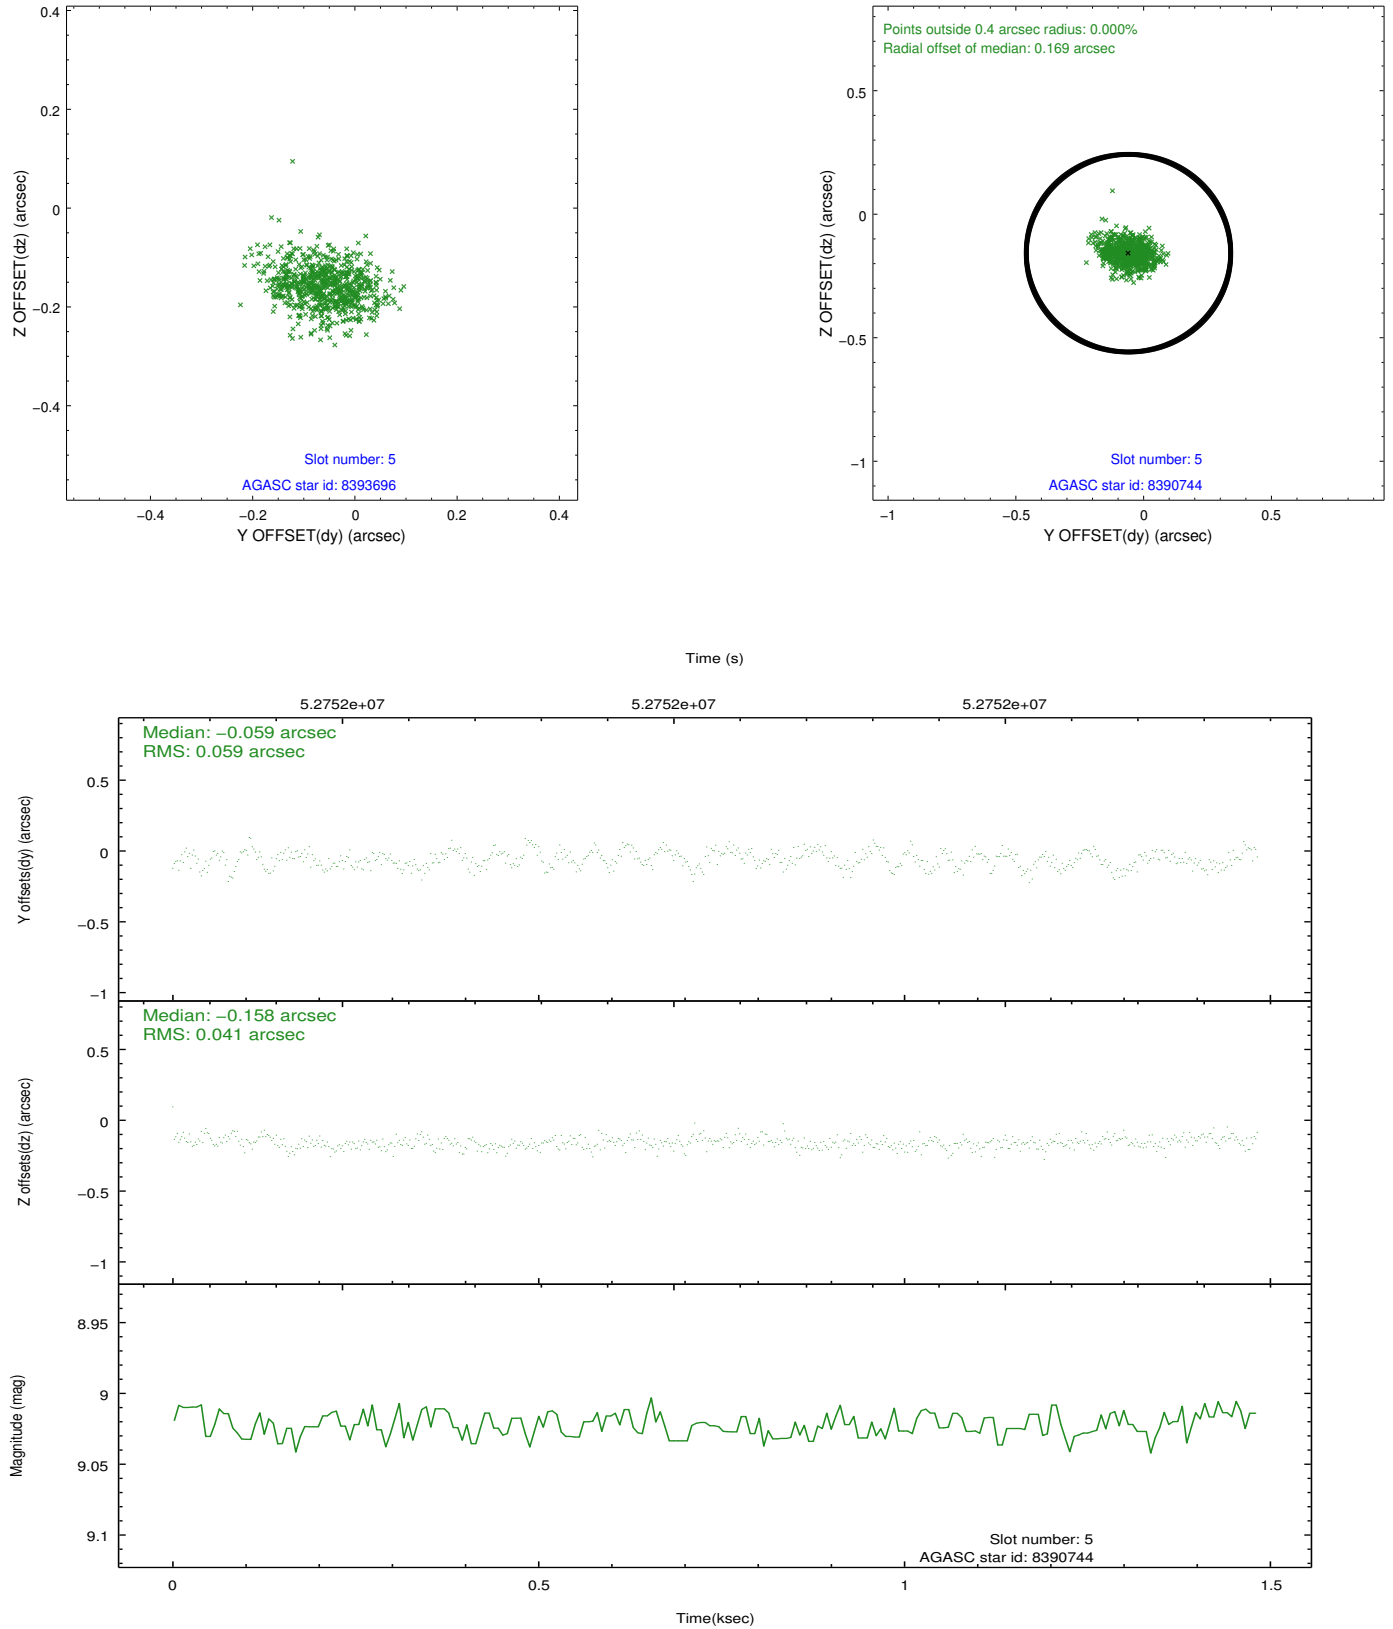 0.4
0.2
0
−0.2
−0.4
Z OFFSET(dz) (arcsec)
Slot number: 5
AGASC star id: 8393696
−0.4 −0.2 0 0.2 0.4
Y OFFSET(dy) (arcsec)
Points outside 0.4 arcsec radius: 0.000%
Radial offset of median: 0.169 arcsec
0.5
0
−0.5
−1
Z OFFSET(dz) (arcsec)
Slot number: 5
AGASC star id: 8390744
−1 −0.5 0 0.5
Y OFFSET(dy) (arcsec)
Time (s)
5.2752e+07 5.2752e+07 5.2752e+07
Median: −0.059 arcsec
RMS: 0.059 arcsec
0.5
0
−0.5
−1
Y offsets(dy) (arcsec)
Median: −0.158 arcsec
RMS: 0.041 arcsec
0.5
0
−0.5
−1
Z offsets(dz) (arcsec)
8.95
9
9.05
9.1
Magnitude (mag)
Slot number: 5
AGASC star id: 8390744
0 0.5 1 1.5
Time(ksec)